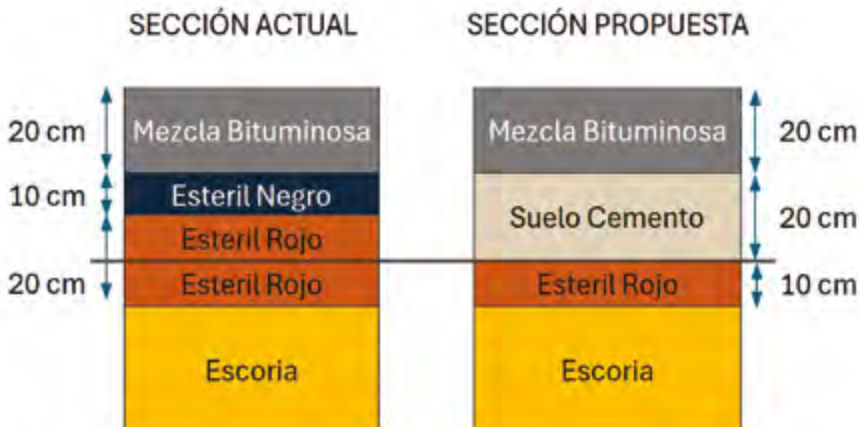 SECCIÓN ACTUAL
SECCIÓN PROPUESTA
20 cm
Mezcla Bituminosa
Mezcla Bituminosa
20 cm
10 cm
Esteril Negro
Suelo Cemento
20 cm
Esteril Rojo
20 cm
Esteril Rojo
Esteril Rojo
10 cm
Escoria
Escoria